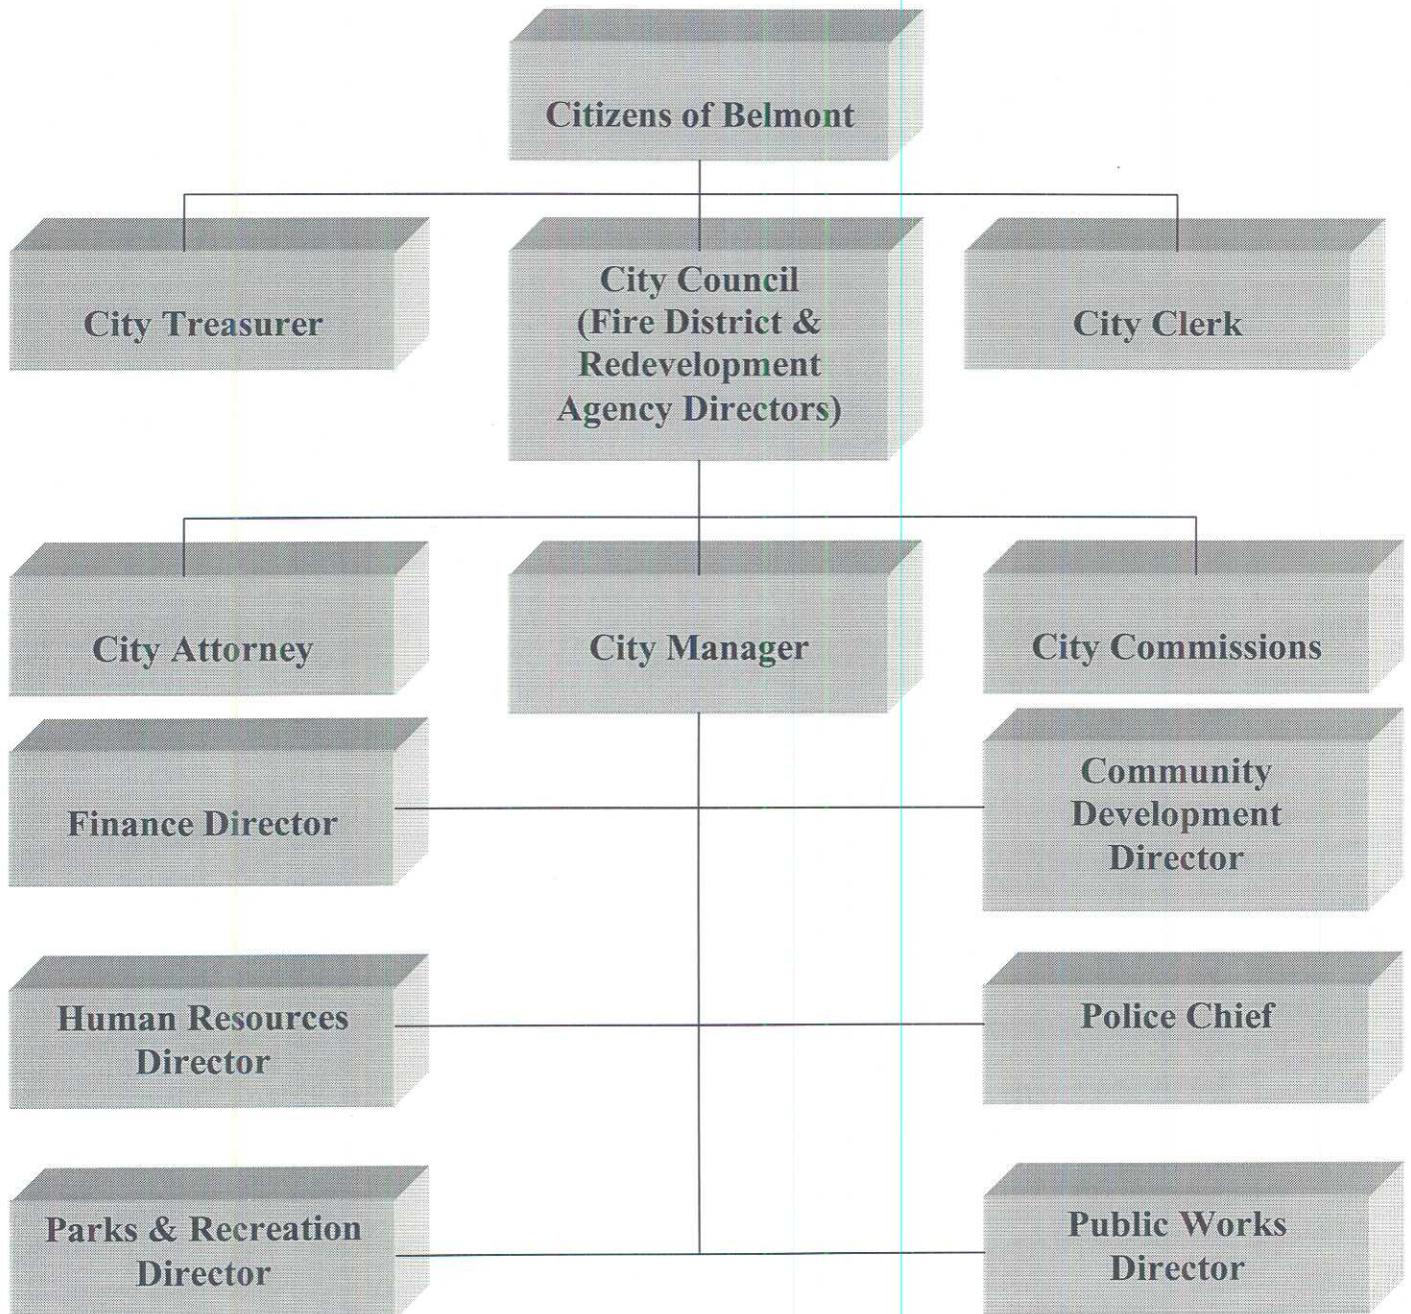 Citizens of Belmont
City Treasurer
City Council
(Fire District &
Redevelopment
Agency Directors)
City Clerk
City Attorney
City Manager
City Commissions
Finance Director
Community
Development
Director
Human Resources
Director
Police Chief
Parks & Recreation
Director
Public Works
Director